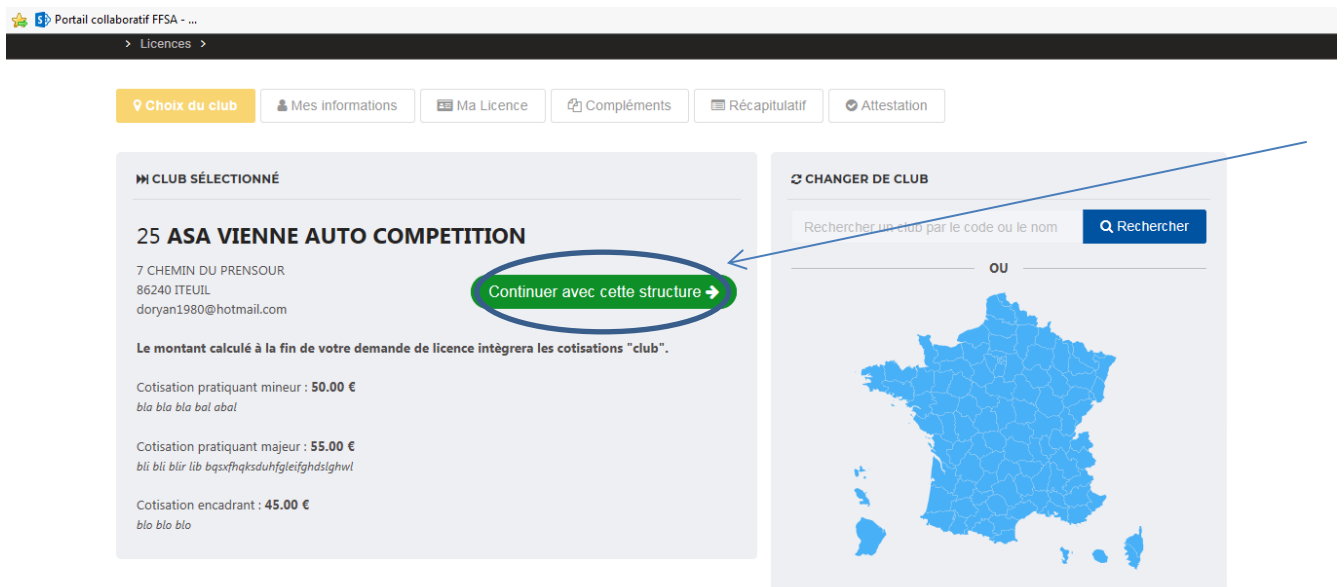 Portail collaboratif FFSA - ...
> Licences >
Choix du club
Mes informations
Ma Licence
Compléments
Récapitulatif
Attestation
CLUB SÉLECTIONNÉ
25 ASA VIENNE AUTO COMPETITION
7 CHEMIN DU PRENSOUR
86240 ITEUIL
doryan1980@hotmail.com
Continuer avec cette structure
Le montant calculé à la fin de votre demande de licence intègrera les cotisations "club".
Cotisation pratiquant mineur : 50.00 €
bla bla bla bal abal
Cotisation pratiquant majeur : 55.00 €
bli bli blir lib bqsxfhqksduhfgleifghdslghwl
Cotisation encadrant : 45.00 €
blo blo blo
CHANGER DE CLUB
Rechercher un club par le code ou le nom
Rechercher
OU